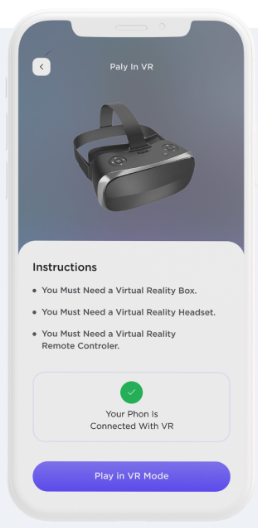 Paly In VR
Instructions
• You Must Need a Virtual Reality Box.
• You Must Need a Virtual Reality Headset.
• You Must Need a Virtual Reality
Remote Controler.
Your Phon Is
Connected With VR
Play in VR Mode